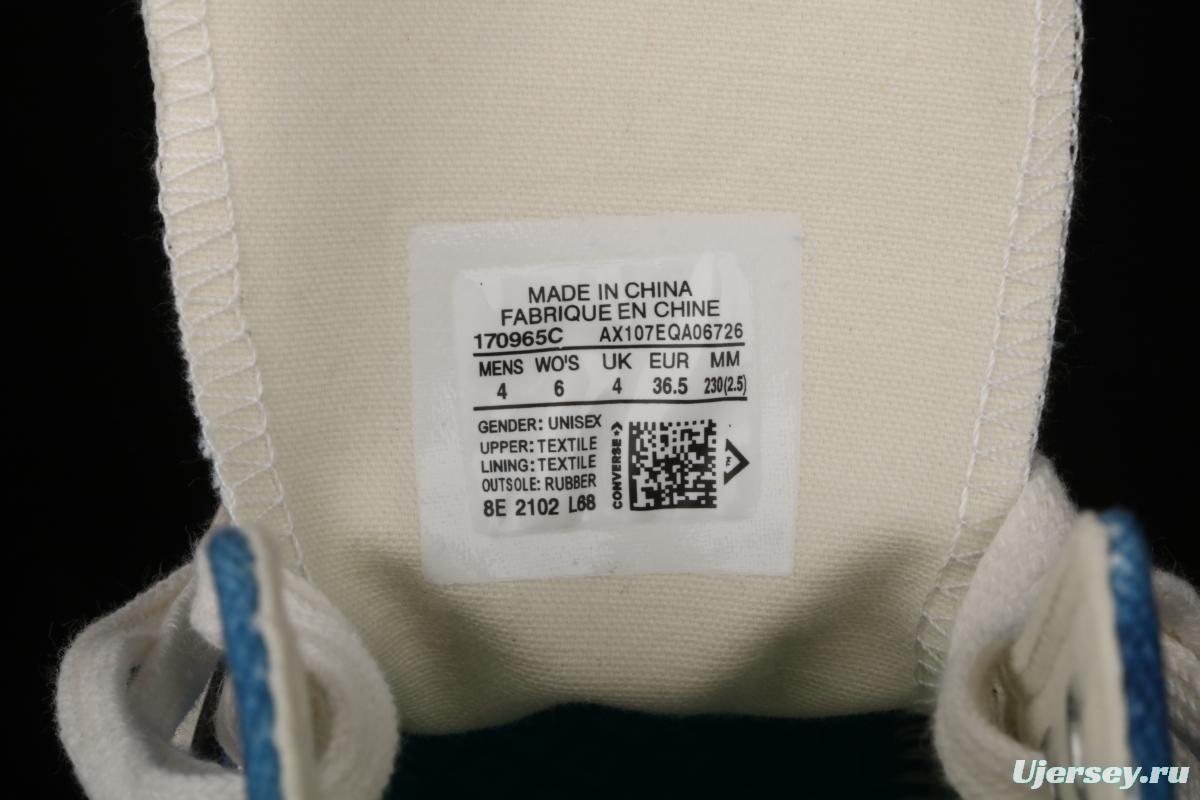 MADE IN CHINA
FABRIQUE EN CHINE
170965C AX107EQA06726
MENS WO'S UK EUR MM
4 6 4 36.5 230(2.5)
GENDER: UNISEX
UPPER: TEXTILE
LINING: TEXTILE
OUTSOLE: RUBBER
8E 2102 L68
CONVERSE
Ujersey.ru